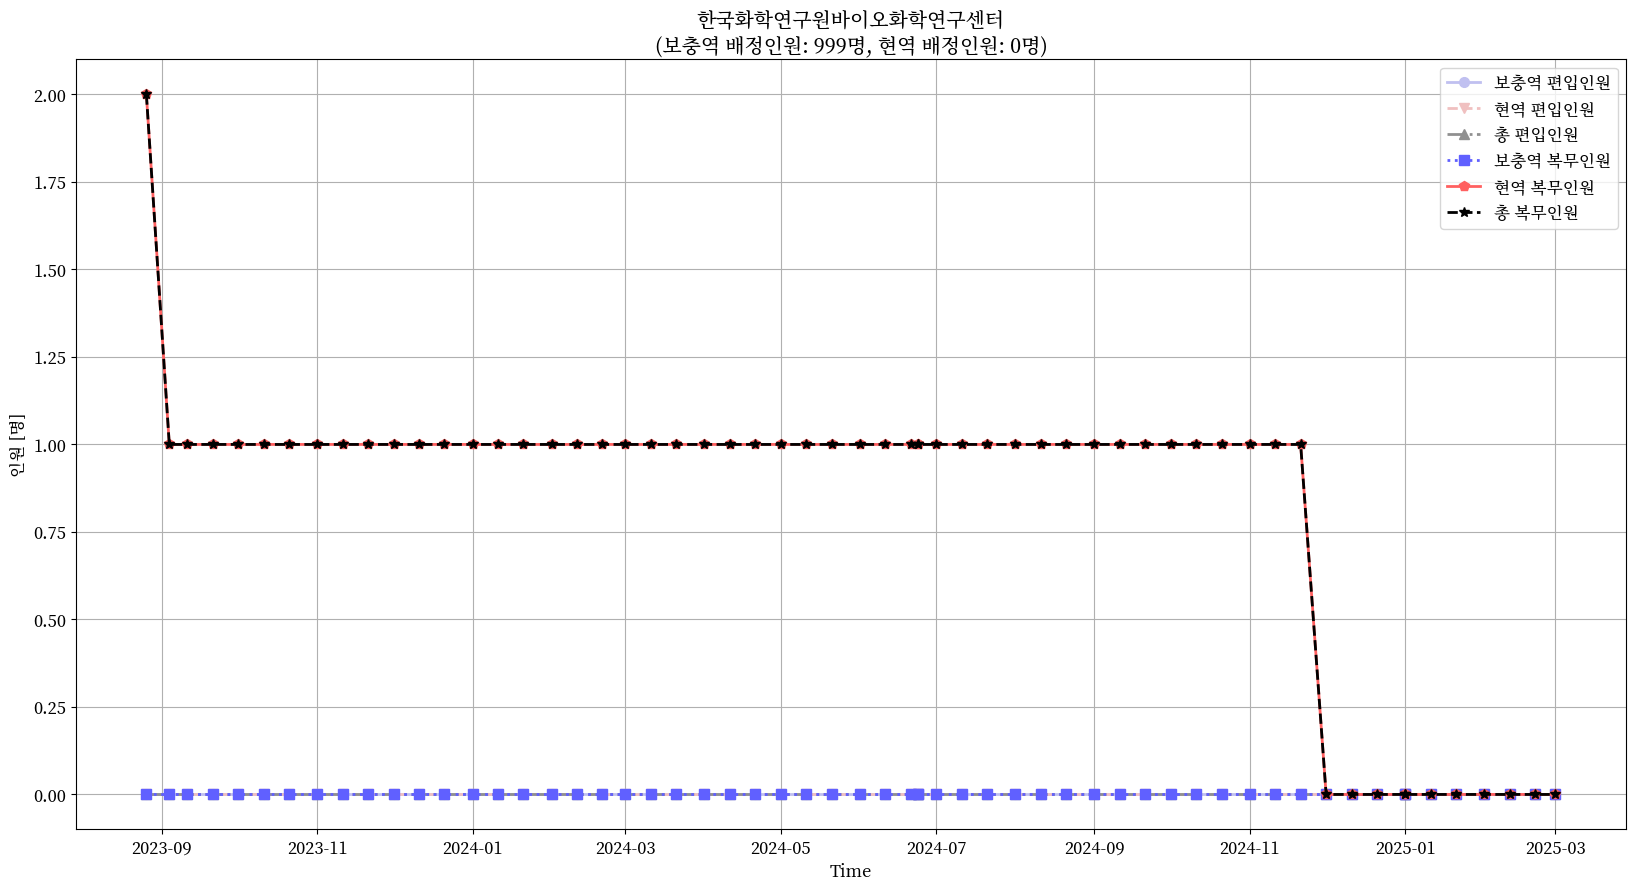 한국화학연구원바이오화학연구센터
(보충역 배정인원: 999명, 현역 배정인원: 0명)
보충역 편입인원
현역 편입인원
총 편입인원
보충역 복무인원
현역 복무인원
총 복무인원
인원 [명]
2.00
1.75
1.50
1.25
1.00
0.75
0.50
0.25
0.00
2023-09
2023-11
2024-01
2024-03
2024-05
2024-07
2024-09
2024-11
2025-01
2025-03
Time